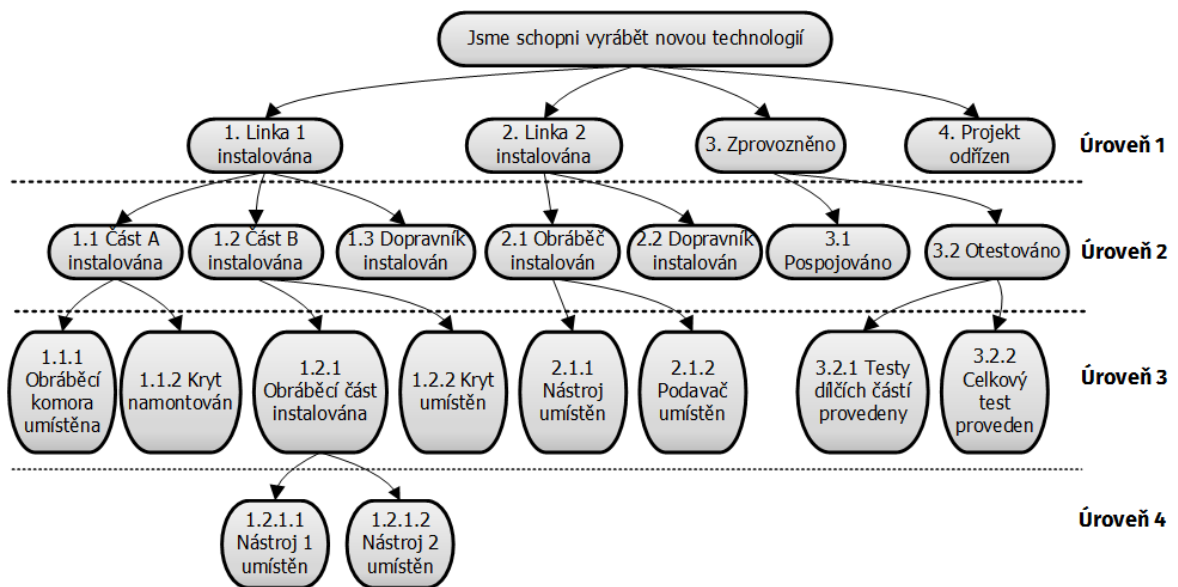 Jsme schopni vyrábět novou technologií
1. Linka 1
instalována
2. Linka 2
instalována
3. Zprovozněno
4. Projekt
odřízen
Úroveň 1
1.1 Část A
instalována
1.2 Část B
instalována
1.3 Dopravník
instalován
2.1 Obráběč
instalován
2.2 Dopravník
instalován
3.1
Pospojováno
3.2 Otestováno
Úroveň 2
1.1.1
Obráběcí
komora
umístěna
1.1.2 Kryt
namontován
1.2.1
Obráběcí část
instalována
1.2.2 Kryt
umístěn
2.1.1
Nástroj
umístěn
2.1.2
Podavač
umístěn
3.2.1 Testy
dílčích částí
provedeny
3.2.2
Celkový
test
proveden
Úroveň 3
1.2.1.1
Nástroj 1
umístěn
1.2.1.2
Nástroj 2
umístěn
Úroveň 4